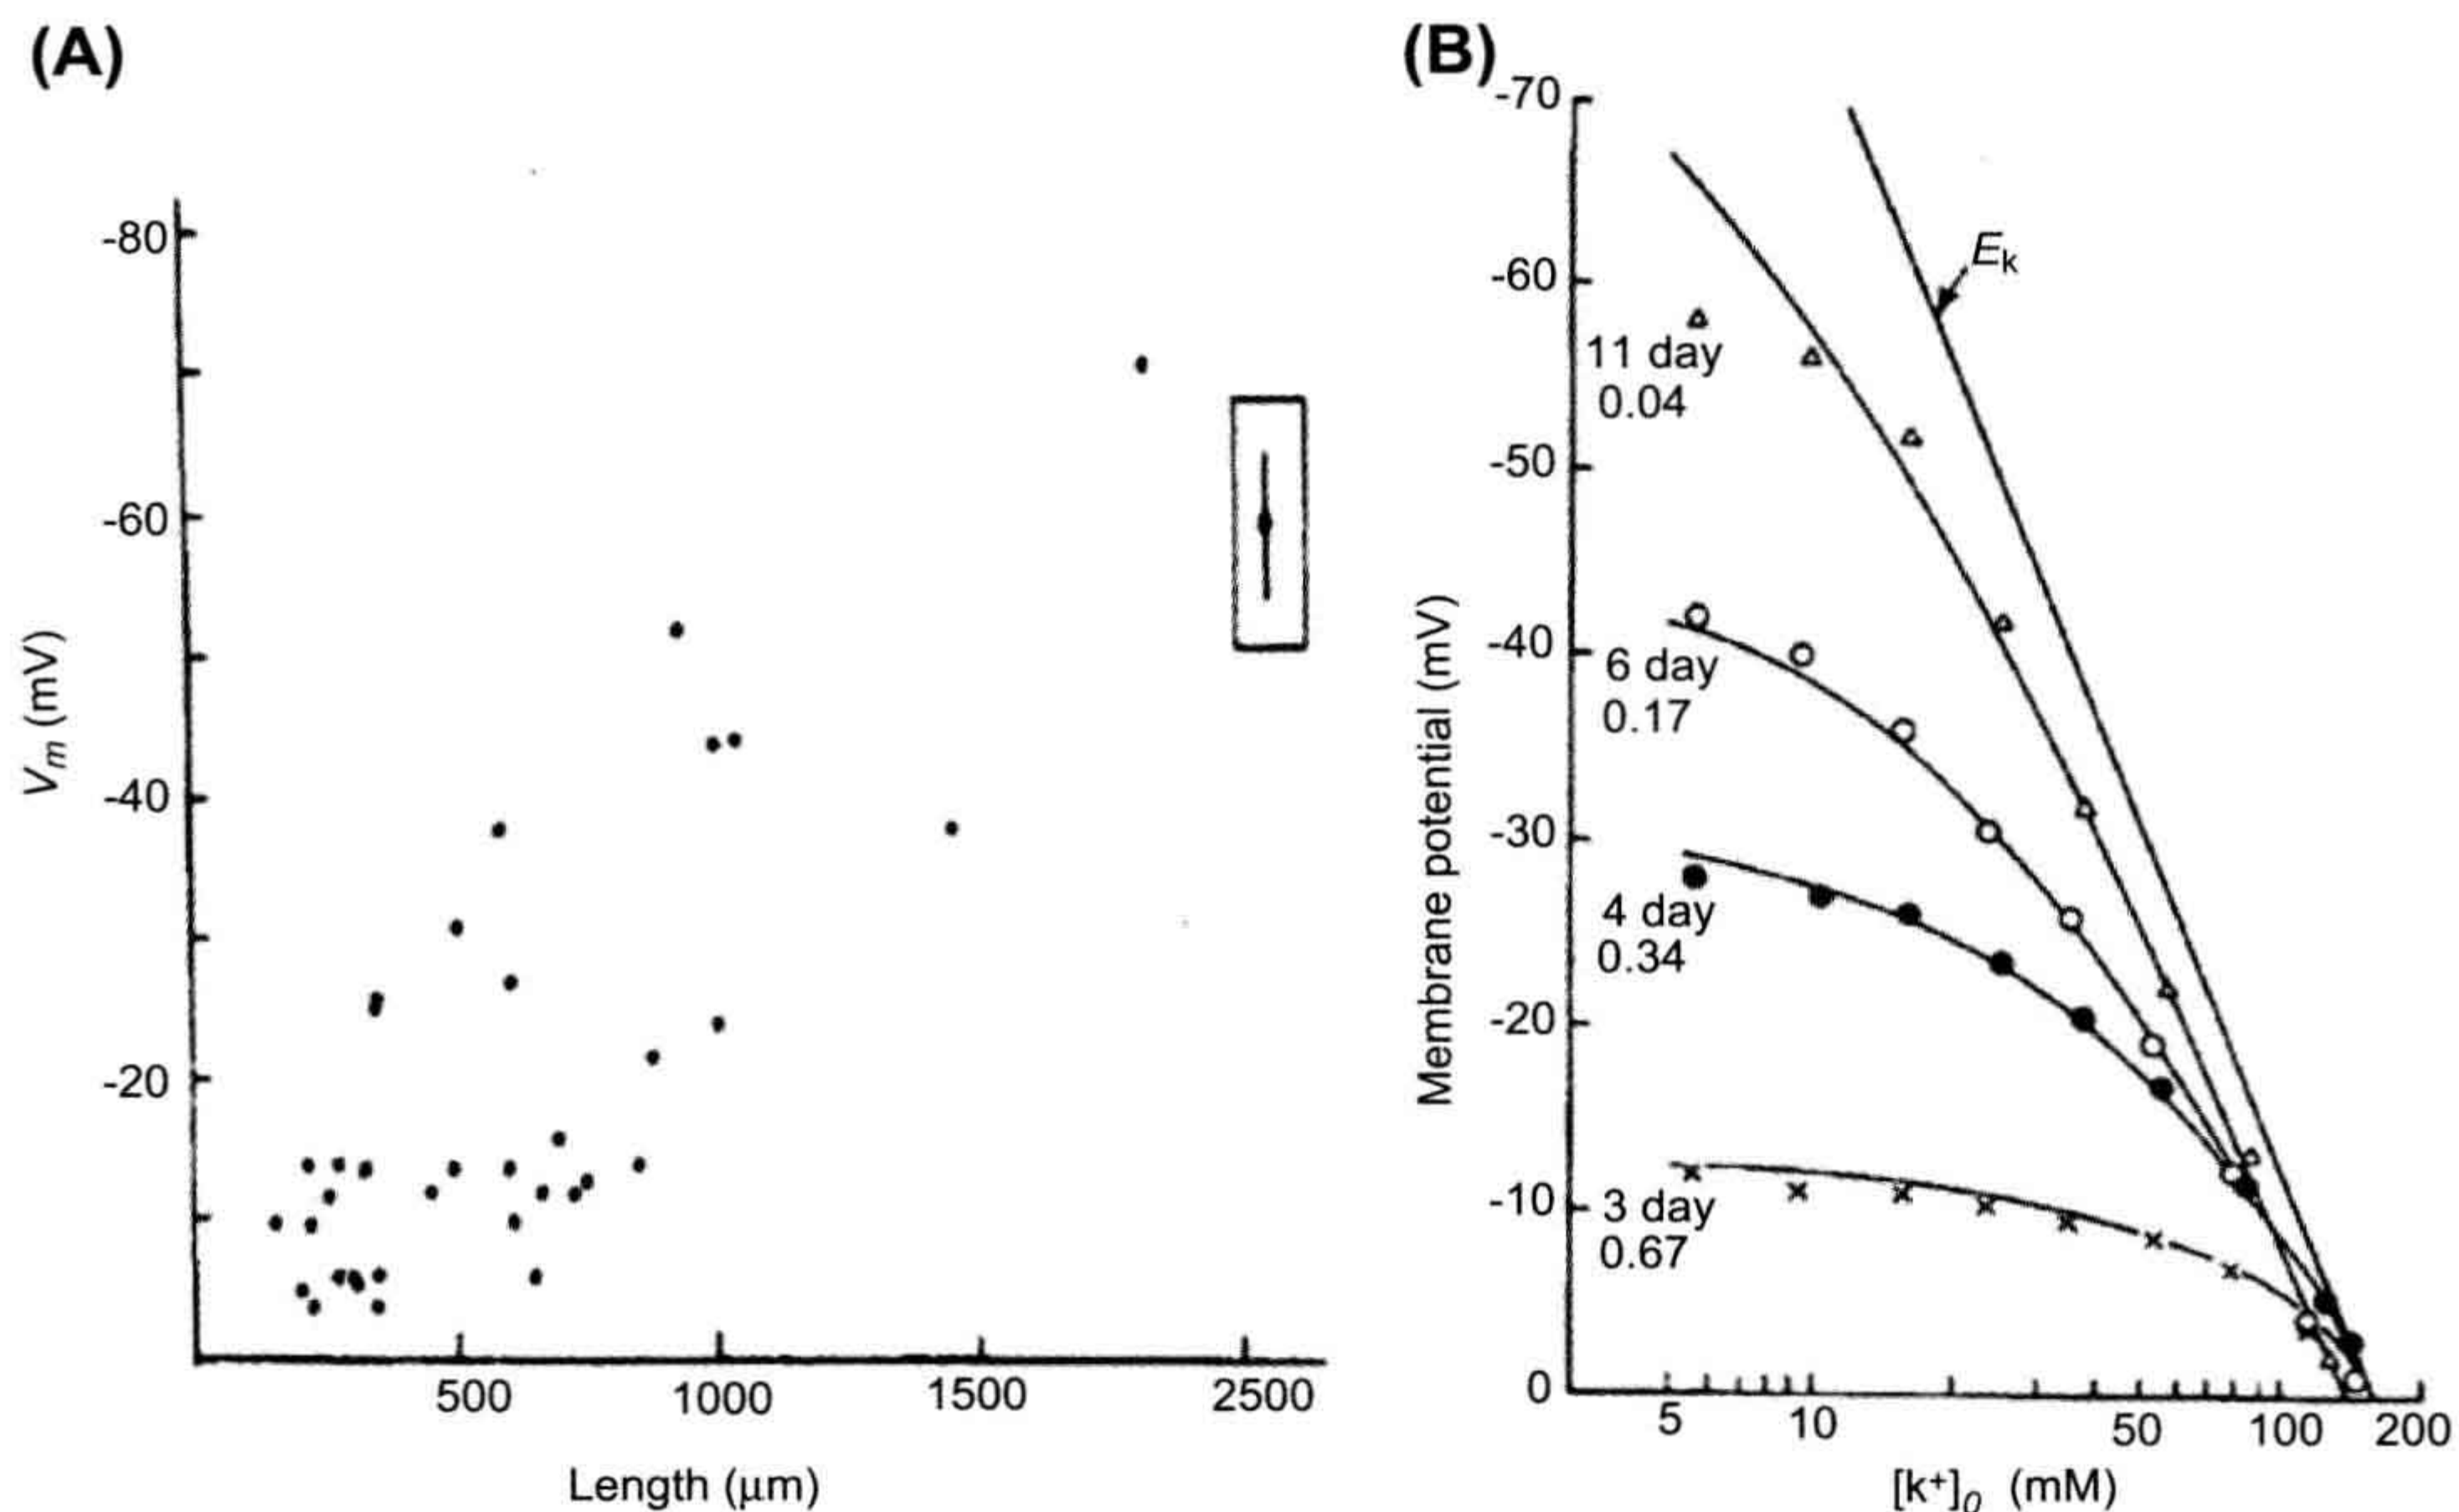 (A)
-80
-60
-40
-20
Vm (mV)
500
1000
1500
2500
Length (µm)
(B)
-70
-60
-50
-40
-30
-20
-10
0
Membrane potential (mV)
Ek
11 day
0.04
6 day
0.17
4 day
0.34
3 day
0.67
5
10
50
100
200
[k+]0 (mM)